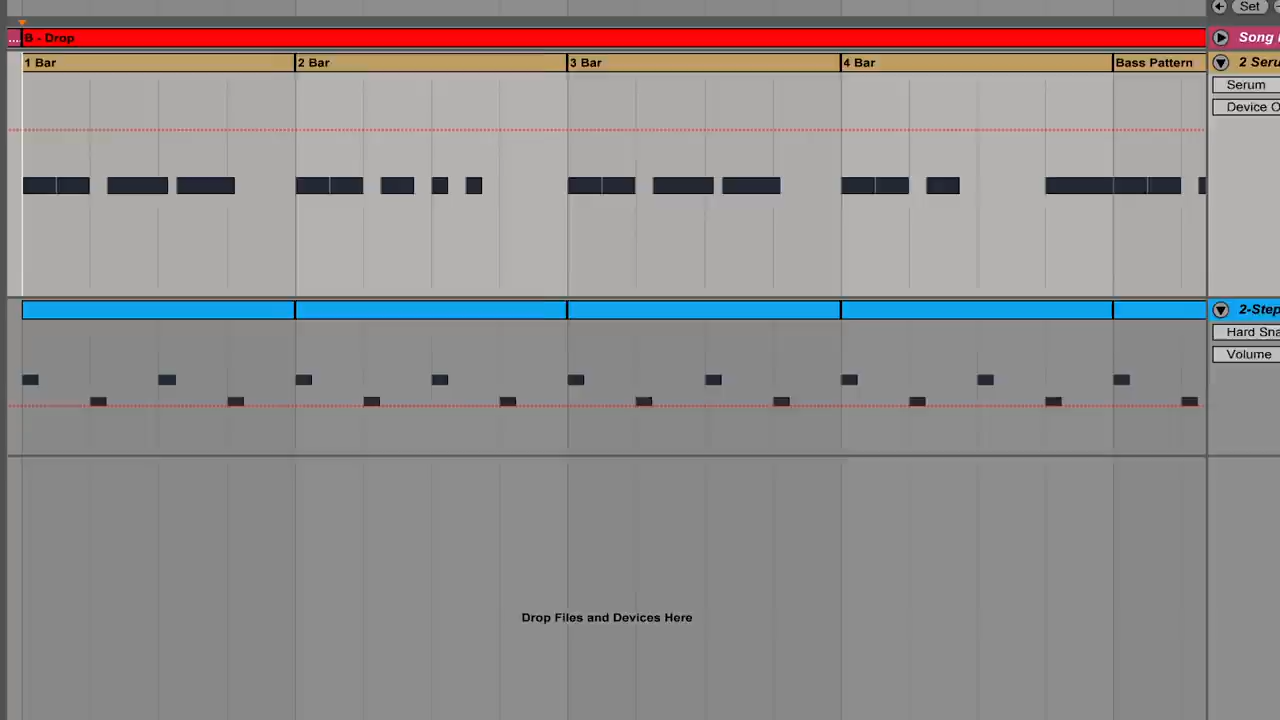 Set
... B - Drop
Song
1 Bar 2 Bar 3 Bar 4 Bar Bass Pattern
2 Seru
Serum
Device O
2-Step
Hard Sna
Volume
Drop Files and Devices Here